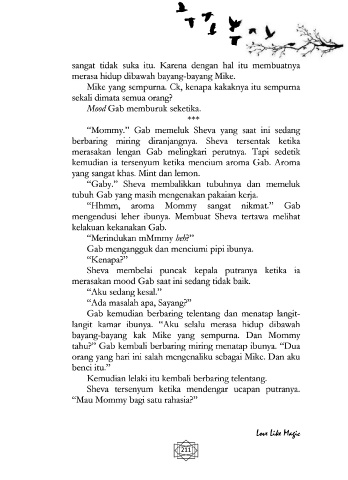 sangat tidak suka itu. Karena dengan hal itu membuatnya
merasa hidup dibawah bayang-bayang Mike.
Mike yang sempurna. Ck, kenapa kakaknya itu sempurna
sekali dimata semua orang?
Mood Gab memburuk seketika.
***
“Mommy.” Gab memeluk Sheva yang saat ini sedang
berbaring miring diranjangnya. Sheva tersentak ketika
merasakan lengan Gab melingkari perutnya. Tapi sedetik
kemudian ia tersenyum ketika mencium aroma Gab. Aroma
yang sangat khas. Mint dan lemon.
“Gaby.” Sheva membalikkan tubuhnya dan memeluk
tubuh Gab yang masih mengenakan pakaian kerja.
“Hhmm, aroma Mommy sangat nikmat.” Gab
mengendusi leher ibunya. Membuat Sheva tertawa melihat
kelakuan kekanakan Gab.
“Merindukan mMmmy heh?”
Gab mengangguk dan menciumi pipi ibunya.
“Kenapa?”
Sheva membelai puncak kepala putranya ketika ia
merasakan mood Gab saat ini sedang tidak baik.
“Aku sedang kesal.”
“Ada masalah apa, Sayang?”
Gab kemudian berbaring telentang dan menatap langit-
langit kamar ibunya. “Aku selalu merasa hidup dibawah
bayang-bayang kak Mike yang sempurna. Dan Mommy
tahu?” Gab kembali berbaring miring menatap ibunya. “Dua
orang yang hari ini salah mengenaliku sebagai Mike. Dan aku
benci itu.”
Kemudian lelaki itu kembali berbaring telentang.
Sheva tersenyum ketika mendengar ucapan putranya.
“Mau Mommy bagi satu rahasia?”
Love Like Magic
211